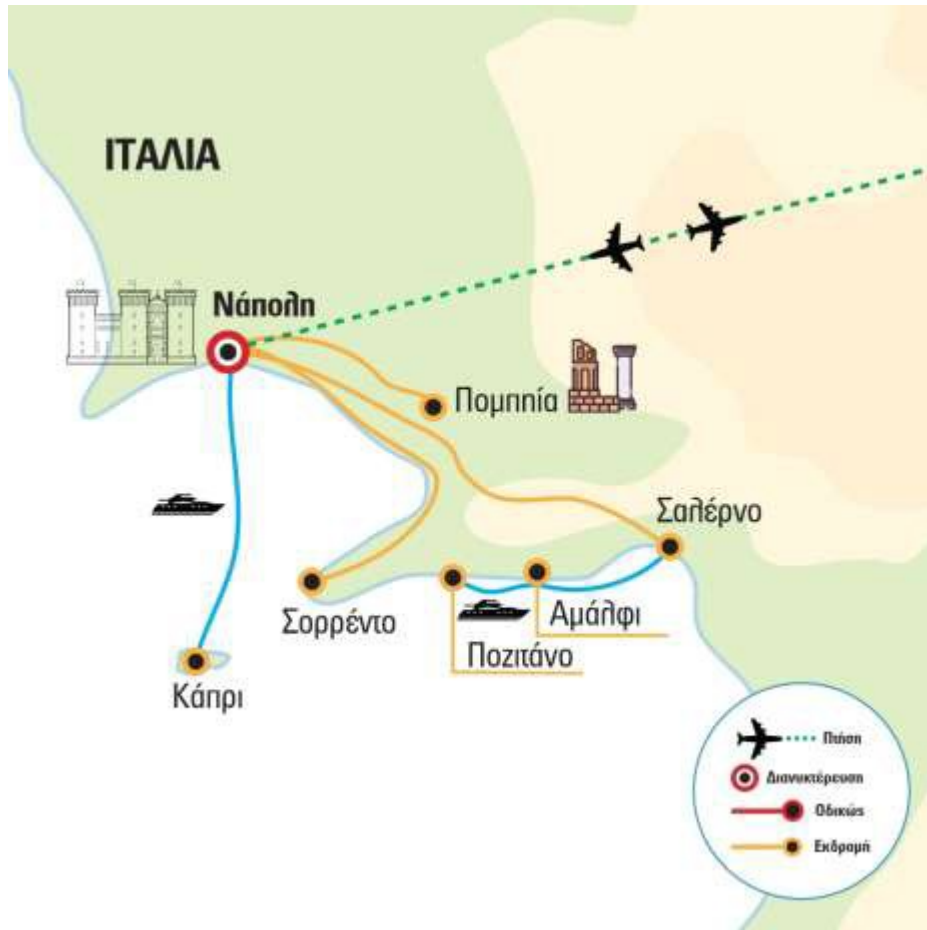 ΙΤΑΛΙΑ
Νάπολη
Πομπηία
Σαλέρνο
Αμάλφι
Σορρέντο
Ποζιτάνο
Κάπρι
Πτήση
Διανυκτέρευση
Οδικώς
Εκδρομή